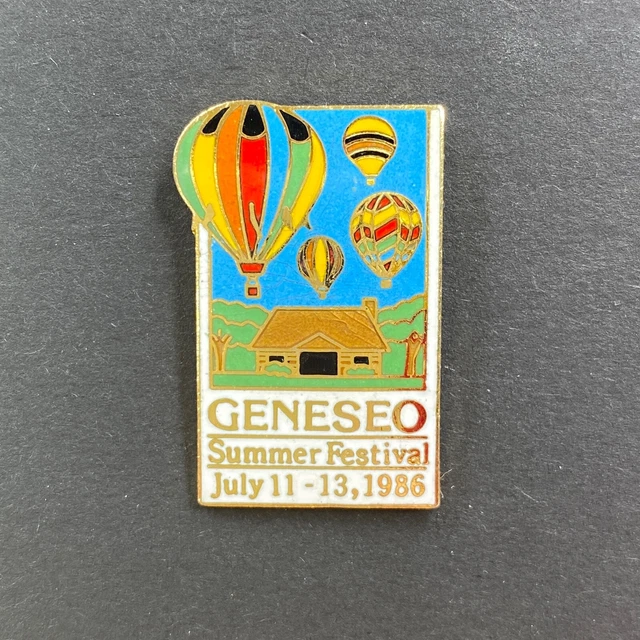 GENESEO
Summer Festival
July 11 - 13, 1986